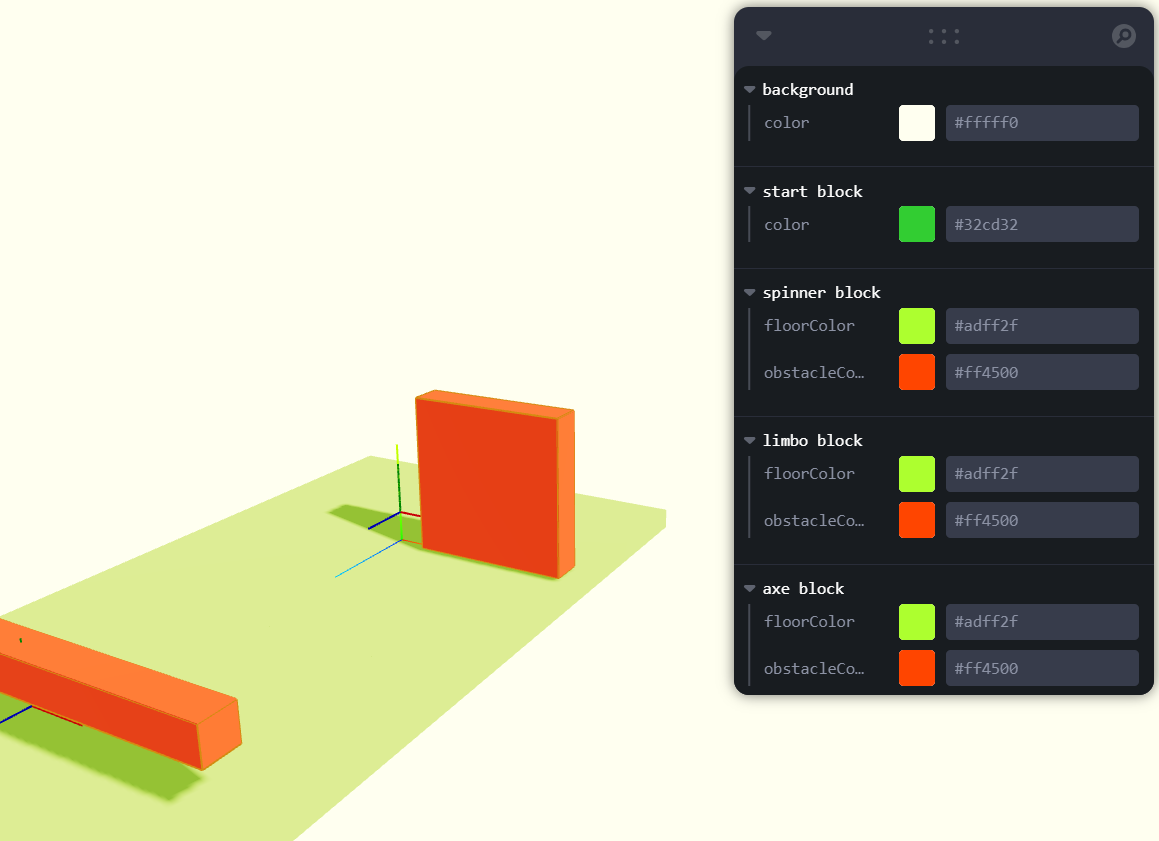 background
color #fffff0
start block
color #32cd32
spinner block
floorColor #adff2f
obstacleCo… #ff4500
limbo block
floorColor #adff2f
obstacleCo… #ff4500
axe block
floorColor #adff2f
obstacleCo… #ff4500